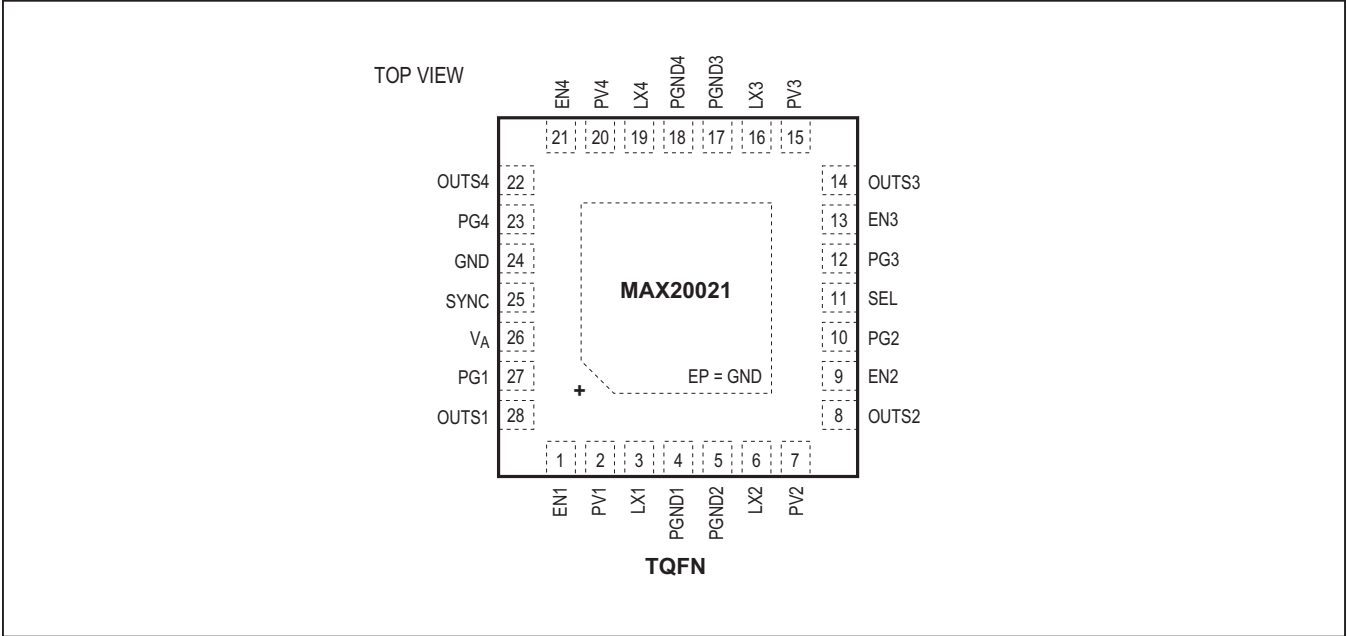 TOP VIEW
EN4 PV4 LX4 PGND4 PGND3 LX3 PV3
21 20 19 18 17 16 15
OUTS4 22 14 OUTS3
PG4 23 13 EN3
GND 24 12 PG3
MAX20021
SYNC 25 11 SEL
VA 26 10 PG2
PG1 27 EP = GND 9 EN2
+
OUTS1 28 8 OUTS2
1 2 3 4 5 6 7
EN1 PV1 LX1 PGND1 PGND2 LX2 PV2
TQFN